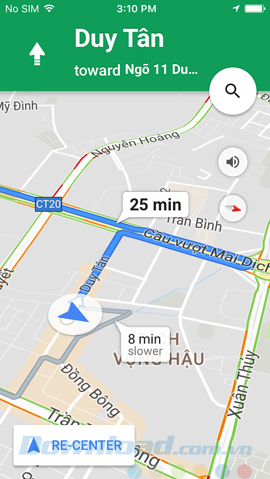 No SIM 3:10 PM
Duy Tân
toward Ngõ 11 Du...
Mỹ Đình
Nguyễn Hoàng
CT20
25 min
Trần Bình
Cầu vượt Mai Dịch
Duy Tân
8 min
slower
VỌNG HẬU
Xuân Thủy
Đông Bông
RE-CENTER
Download.com.vn